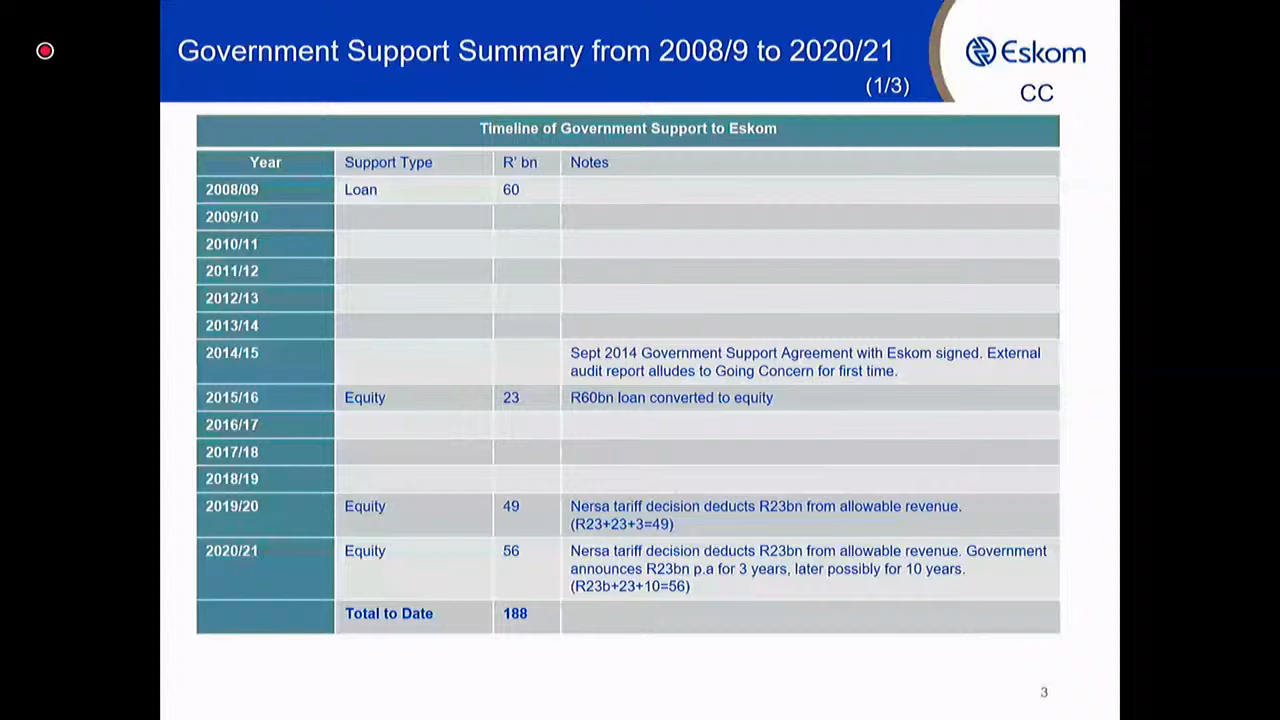 Government Support Summary from 2008/9 to 2020/21
(1/3)
Eskom
CC
Timeline of Government Support to Eskom
Year Support Type R' bn Notes
2008/09 Loan 60
2009/10
2010/11
2011/12
2012/13
2013/14
2014/15 Sept 2014 Government Support Agreement with Eskom signed. External
audit report alludes to Going Concern for first time.
2015/16 Equity 23 R60bn loan converted to equity
2016/17
2017/18
2018/19
2019/20 Equity 49 Nersa tariff decision deducts R23bn from allowable revenue.
(R23+23+3=49)
2020/21 Equity 56 Nersa tariff decision deducts R23bn from allowable revenue. Government
announces R23bn p.a for 3 years, later possibly for 10 years.
(R23b+23+10=56)
Total to Date 188
3